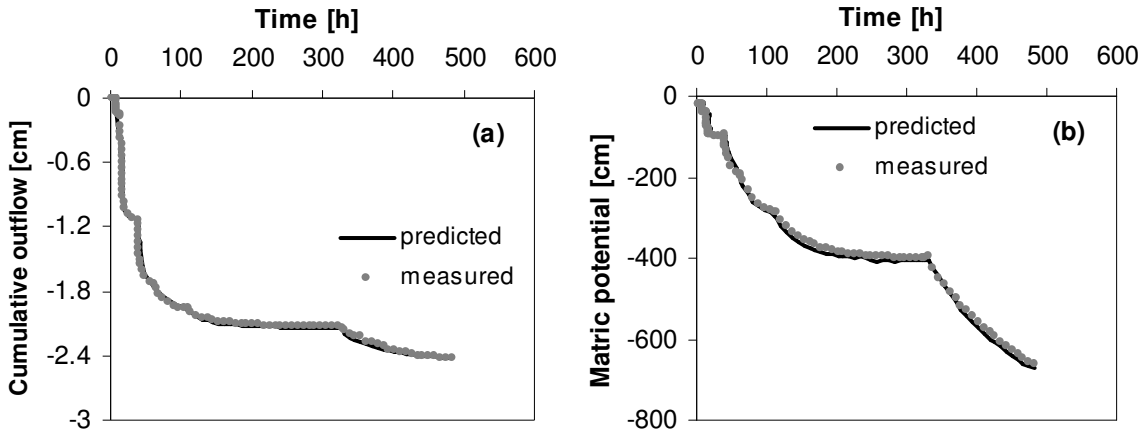 Time [h]
0 100 200 300 400 500 600
0
-0.6
-1.2
-1.8
-2.4
-3
Cumulative outflow [cm]
(a)
predicted
measured
Time [h]
0 100 200 300 400 500 600
0
-200
-400
-600
-800
Matric potential [cm]
predicted
(b)
measured